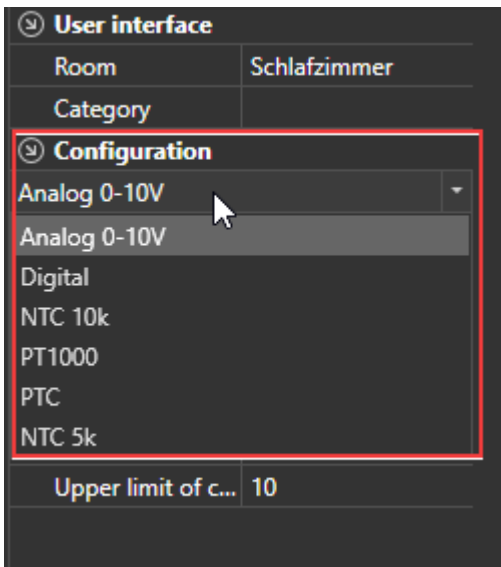 User interface
Room Schlafzimmer
Category
Configuration
Analog 0-10V
Analog 0-10V
Digital
NTC 10k
PT1000
PTC
NTC 5k
Upper limit of c... 10